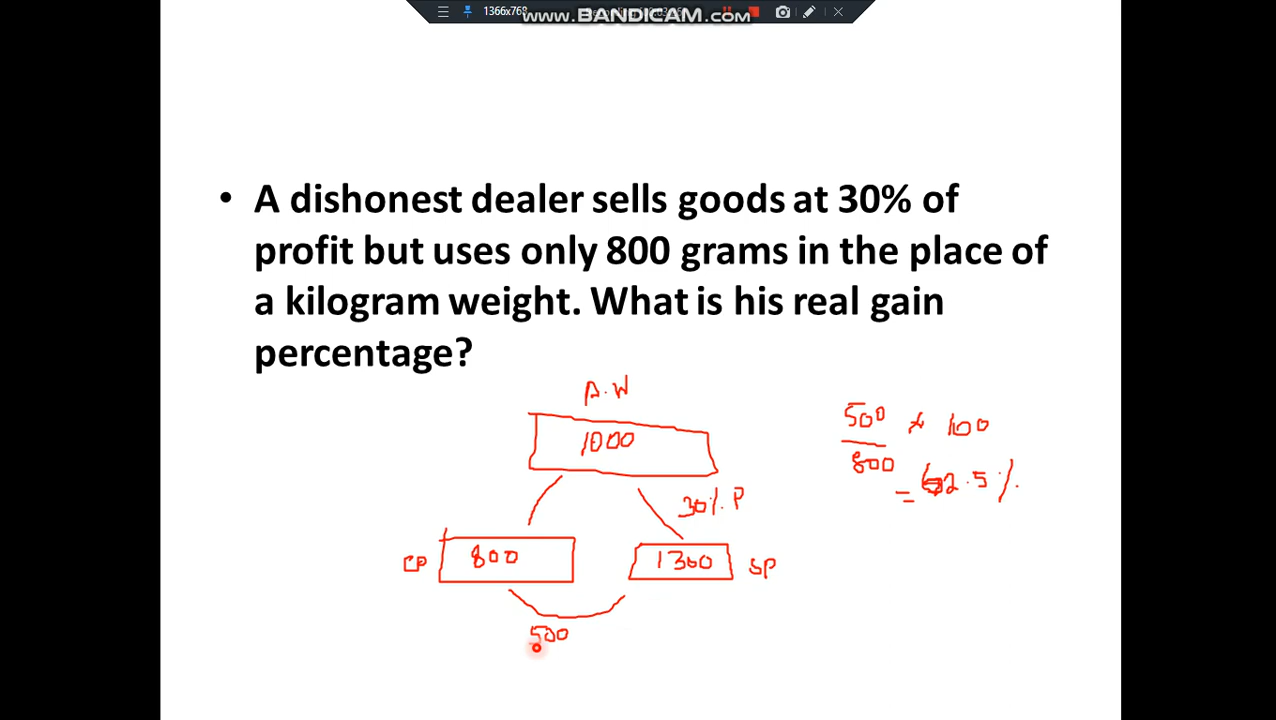 1366x768
www.BANDICAM.com
• A dishonest dealer sells goods at 30% of
profit but uses only 800 grams in the place of
a kilogram weight. What is his real gain
percentage?
A.W
1000
30%. P
CP 800
1300 SP
500
500 × 100
800
= 62.5%